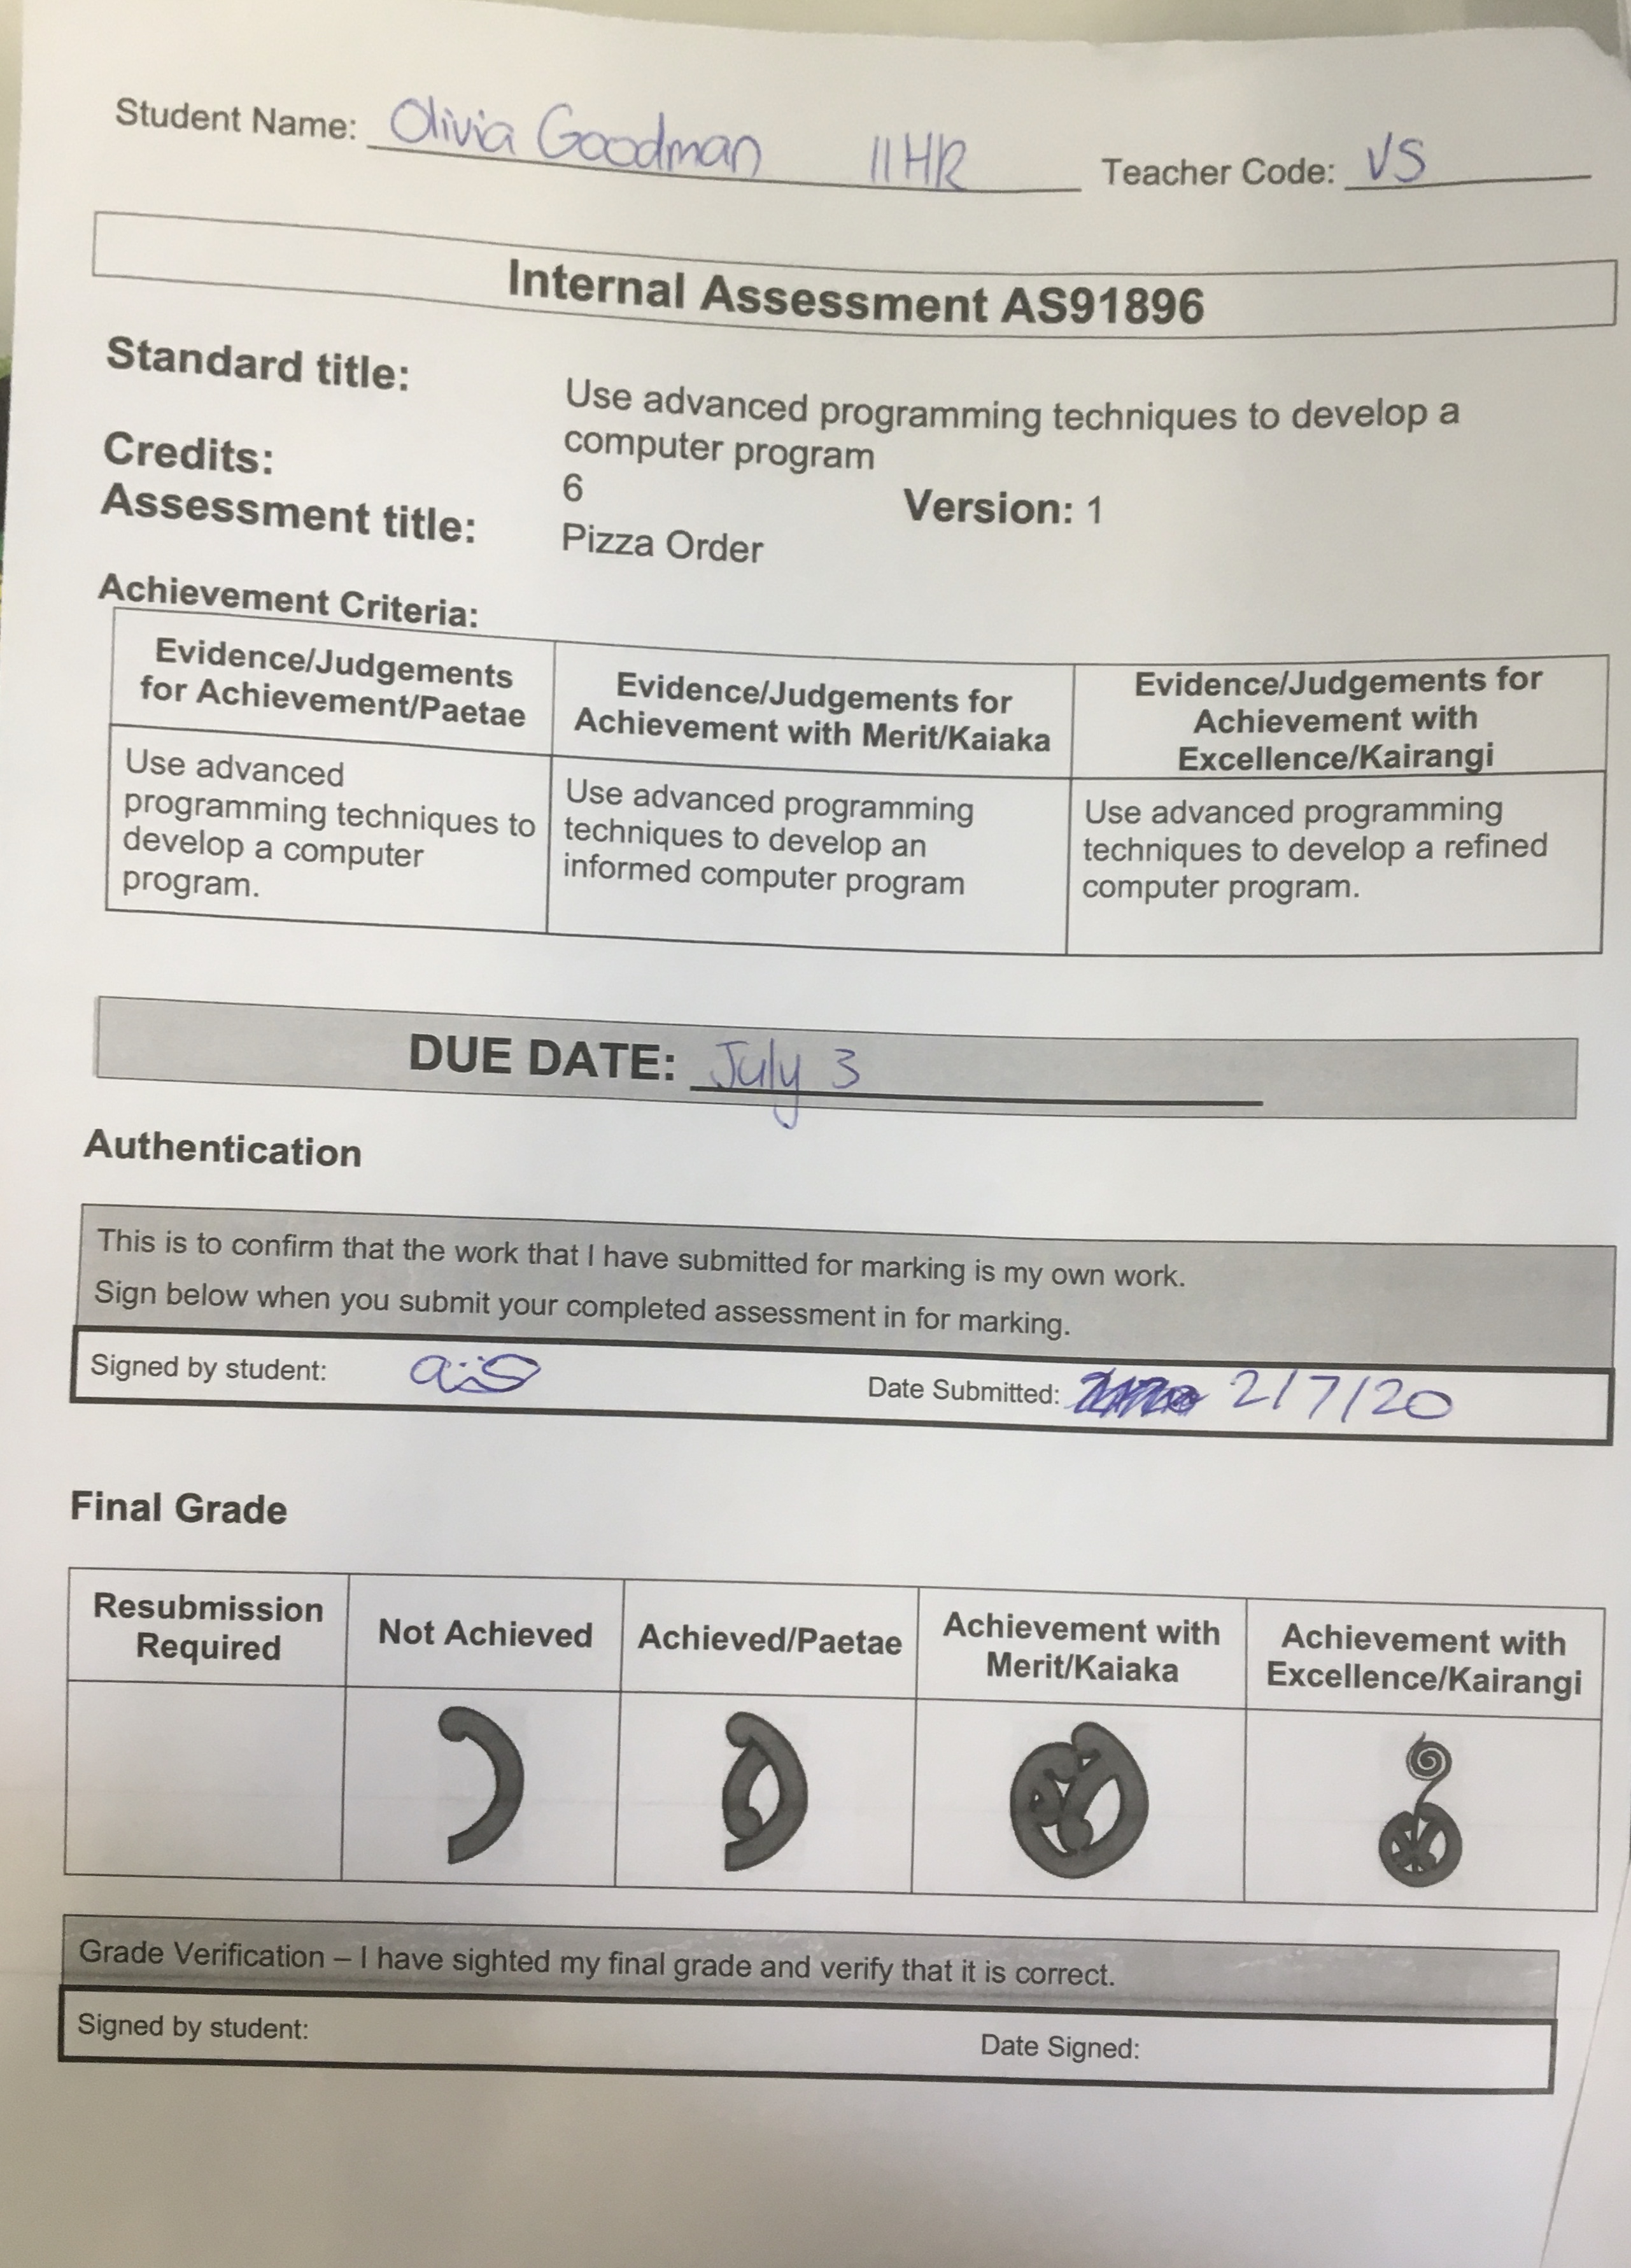 Student Name: Olivia Goodman 11HR Teacher Code: VS
Internal Assessment AS91896
Standard title: Use advanced programming techniques to develop a
computer program
Credits: 6 Version: 1
Assessment title: Pizza Order
Achievement Criteria:
Evidence/Judgements
for Achievement/Paetae
Evidence/Judgements for
Achievement with Merit/Kaiaka
Evidence/Judgements for
Achievement with
Excellence/Kairangi
Use advanced
programming techniques to
develop a computer
program.
Use advanced programming
techniques to develop an
informed computer program
Use advanced programming
techniques to develop a refined
computer program.
DUE DATE: July 3
Authentication
This is to confirm that the work that I have submitted for marking is my own work.
Sign below when you submit your completed assessment in for marking.
Signed by student: Date Submitted: 2/7/20
Final Grade
Resubmission
Required
Not Achieved
Achieved/Paetae
Achievement with
Merit/Kaiaka
Achievement with
Excellence/Kairangi
Grade Verification – I have sighted my final grade and verify that it is correct.
Signed by student: Date Signed: